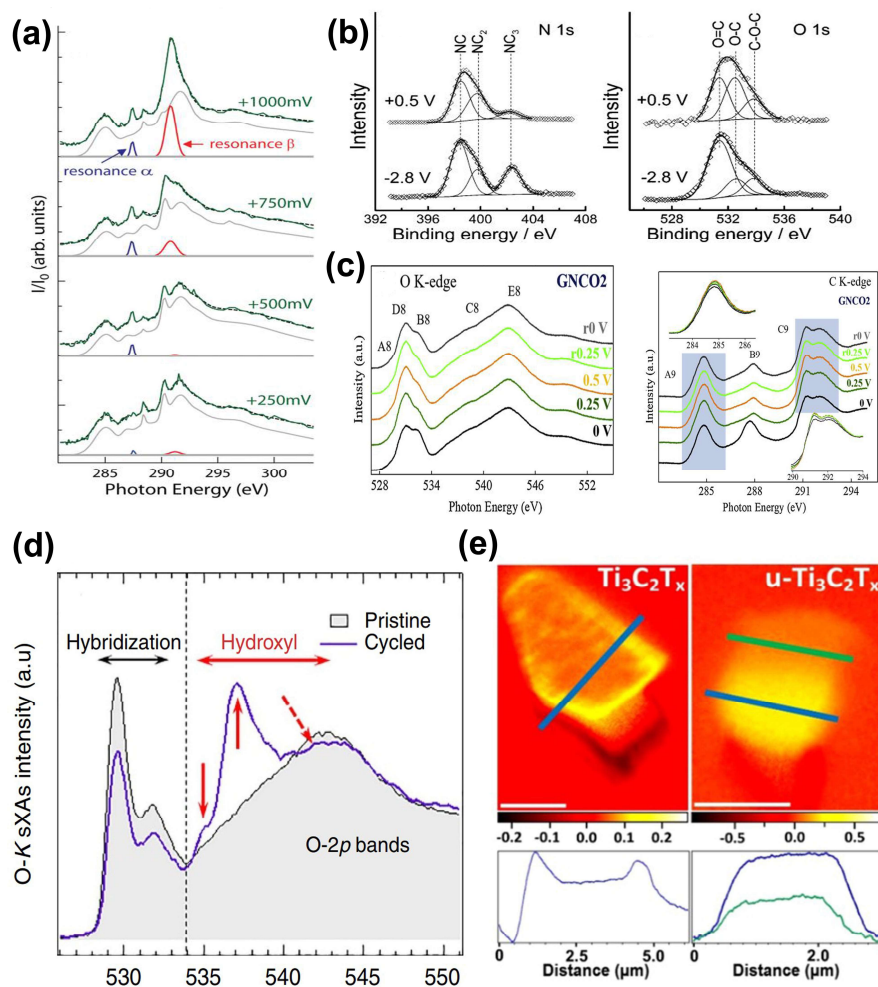 (a)
I/I0 (arb. units)
+1000mV
resonance α
resonance β
+750mV
+500mV
+250mV
285 290 295 300
Photon Energy (eV)
(b)
Intensity
NC
NC2
NC3
N 1s
+0.5 V
-2.8 V
392 396 400 404 408
Binding energy / eV
Intensity
O=C
O-C
C-O-C
O 1s
+0.5 V
-2.8 V
528 532 536 540
Binding energy / eV
(c)
Intensity (a.u.)
O K-edge
GNCO2
A8
D8
B8
C8
E8
r0 V
r0.25 V
0.5 V
0.25 V
0 V
528 534 540 546 552
Photon Energy (eV)
Intensity (a.u.)
C K-edge
GNCO2
284 285 286
A9
B9
C9
r0 V
r0.25 V
0.5 V
0.25 V
0 V
290 292 294
285 288 291 294
Photon Energy (eV)
(d)
O-K sXAs intensity (a.u)
Hybridization
Hydroxyl
Pristine
Cycled
O-2p bands
530 535 540 545 550
(e)
Ti3C2Tx
u-Ti3C2Tx
-0.2 -0.1 0.0 0.1 0.2
-0.5 0.0 0.5
0 2.5 5.0
Distance (μm)
0 2.0
Distance (μm)